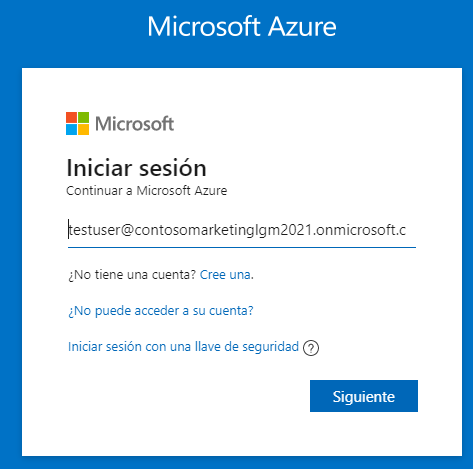 Microsoft Azure
Microsoft
Iniciar sesión
Continuar a Microsoft Azure
testuser@contosomarketinglgm2021.onmicrosoft.c
¿No tiene una cuenta? Cree una.
¿No puede acceder a su cuenta?
Iniciar sesión con una llave de seguridad ?
Siguiente